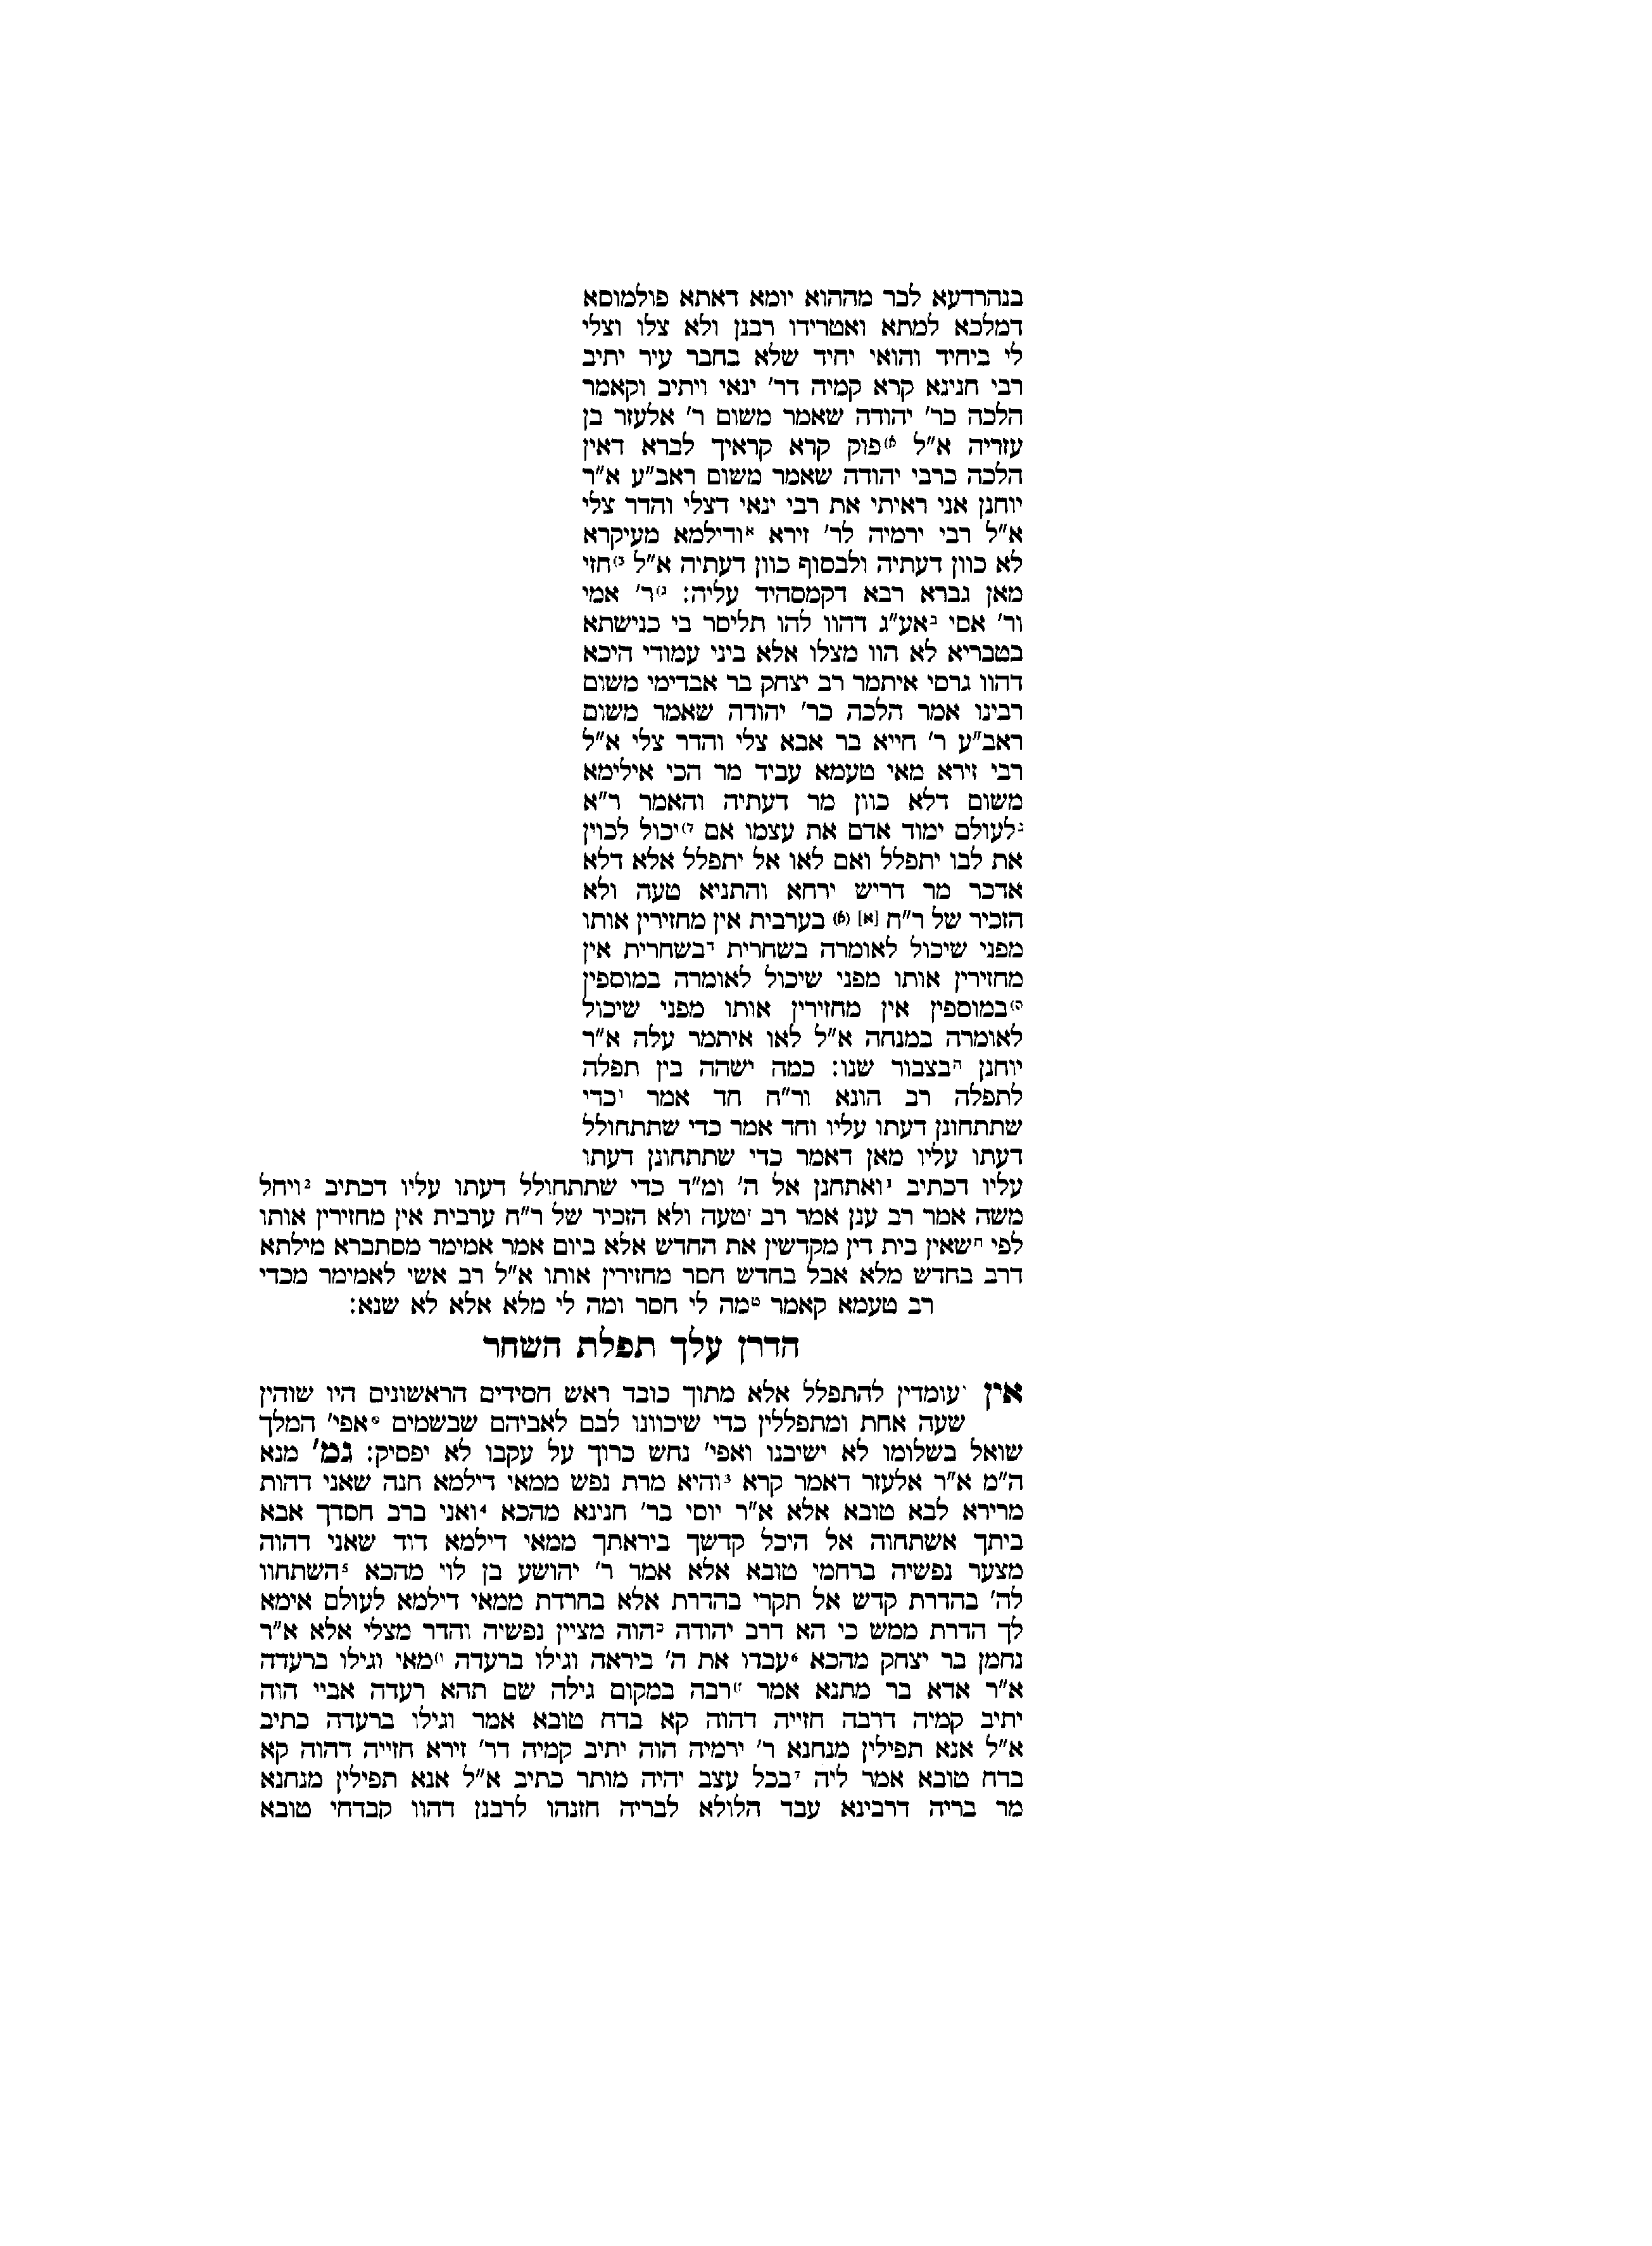 בנהרדעא לבר מההוא יומא דאתא פולמוסא
דמלכא למתא ואטרידו רבנן ולא צלו וצלי
לי ביחיד והואי יחיד שלא בחבר עיר יתיב
רבי חנינא קרא קמיה דר' ינאי ויתיב וקאמר
הלכה כר' יהודה שאמר משום ר' אלעזר בן
עזריה א"ל פוק קרא קראיך לברא דאין
הלכה כרבי יהודה שאמר משום ראב"ע א"ר
יוחנן אני ראיתי את רבי ינאי דצלי והדר צלי
א"ל רבי ירמיה לר' זירא ודילמא מעיקרא
לא כוון דעתיה ולבסוף כוון דעתיה א"ל חזי
מאן גברא רבא דקמסהיד עליה: ר' אמי
ור' אסי אע"ג דהוו להו תליסר בי כנישתא
בטבריא לא הוו מצלו אלא ביני עמודי היכא
דהוו גרסי איתמר רב יצחק בר אבדימי משום
רבינו אמר הלכה כר' יהודה שאמר משום
ראב"ע ר' חייא בר אבא צלי והדר צלי א"ל
רבי זירא מאי טעמא עביד מר הכי אילימא
משום דלא כוון מר דעתיה והאמר ר"א
לעולם ימוד אדם את עצמו אם יכול לכוין
את לבו יתפלל ואם לאו אל יתפלל אלא דלא
אדכר מר דריש ירחא והתניא טעה ולא
הזכיר של ר"ח [א] (א) בערבית אין מחזירין אותו
מפני שיכול לאומרה בשחרית בשחרית אין
מחזירין אותו מפני שיכול לאומרה במוספין
במוספין אין מחזירין אותו מפני שיכול
לאומרה במנחה א"ל לאו איתמר עלה א"ר
יוחנן בצבור שנו: כמה ישהה בין תפלה
לתפלה רב הונא ור"ח חד אמר כדי
שתתחונן דעתו עליו וחד אמר כדי שתתחולל
דעתו עליו מאן דאמר כדי שתתחונן דעתו
עליו דכתיב ואתחנן אל ה' ומ"ד כדי שתתחולל דעתו עליו דכתיב ויחל
משה אמר רב ענן אמר רב טעה ולא הזכיר של ר"ח ערבית אין מחזירין אותו
לפי שאין בית דין מקדשין את החדש אלא ביום אמר אמימר מסתברא מילתא
דרב בחדש מלא אבל בחדש חסר מחזירין אותו א"ל רב אשי לאמימר מכדי
רב טעמא קאמר מה לי חסר ומה לי מלא אלא לא שנא:
הדרן עלך תפלת השחר
אין עומדין להתפלל אלא מתוך כובד ראש חסידים הראשונים היו שוהין
שעה אחת ומתפללין כדי שיכוונו לבם לאביהם שבשמים אפי' המלך
שואל בשלומו לא ישיבנו ואפי' נחש כרוך על עקבו לא יפסיק: גמ' מנא
ה"מ א"ר אלעזר דאמר קרא והיא מרת נפש ממאי דילמא חנה שאני דהות
מרירא לבא טובא אלא א"ר יוסי בר' חנינא מהכא ואני ברב חסדך אבא
ביתך אשתחוה אל היכל קדשך ביראתך ממאי דילמא דוד שאני דהוה
מצער נפשיה ברחמי טובא אלא אמר ר' יהושע בן לוי מהכא השתחוו
לה' בהדרת קדש אל תקרי בהדרת אלא בחרדת ממאי דילמא לעולם אימא
לך הדרת ממש כי הא דרב יהודה הוה מציין נפשיה והדר מצלי אלא א"ר
נחמן בר יצחק מהכא עבדו את ה' ביראה וגילו ברעדה מאי וגילו ברעדה
א"ר אדא בר מתנא אמר רבה במקום גילה שם תהא רעדה אביי הוה
יתיב קמיה דרבה חזייה דהוה קא בדח טובא אמר וגילו ברעדה כתיב
א"ל אנא תפילין מנחנא ר' ירמיה הוה יתיב קמיה דר' זירא חזייה דהוה קא
בדח טובא אמר ליה בכל עצב יהיה מותר כתיב א"ל אנא תפילין מנחנא
מר בריה דרבינא עבד הלולא לבריה חזנהו לרבנן דהוו קבדחי טובא